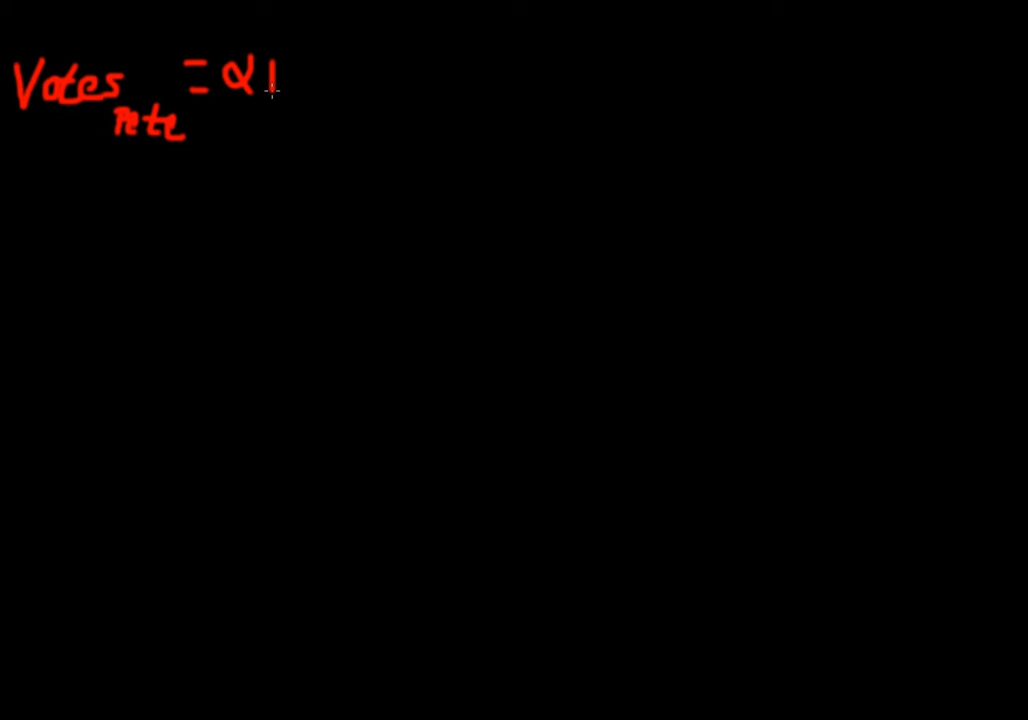 Votes Pete = α |